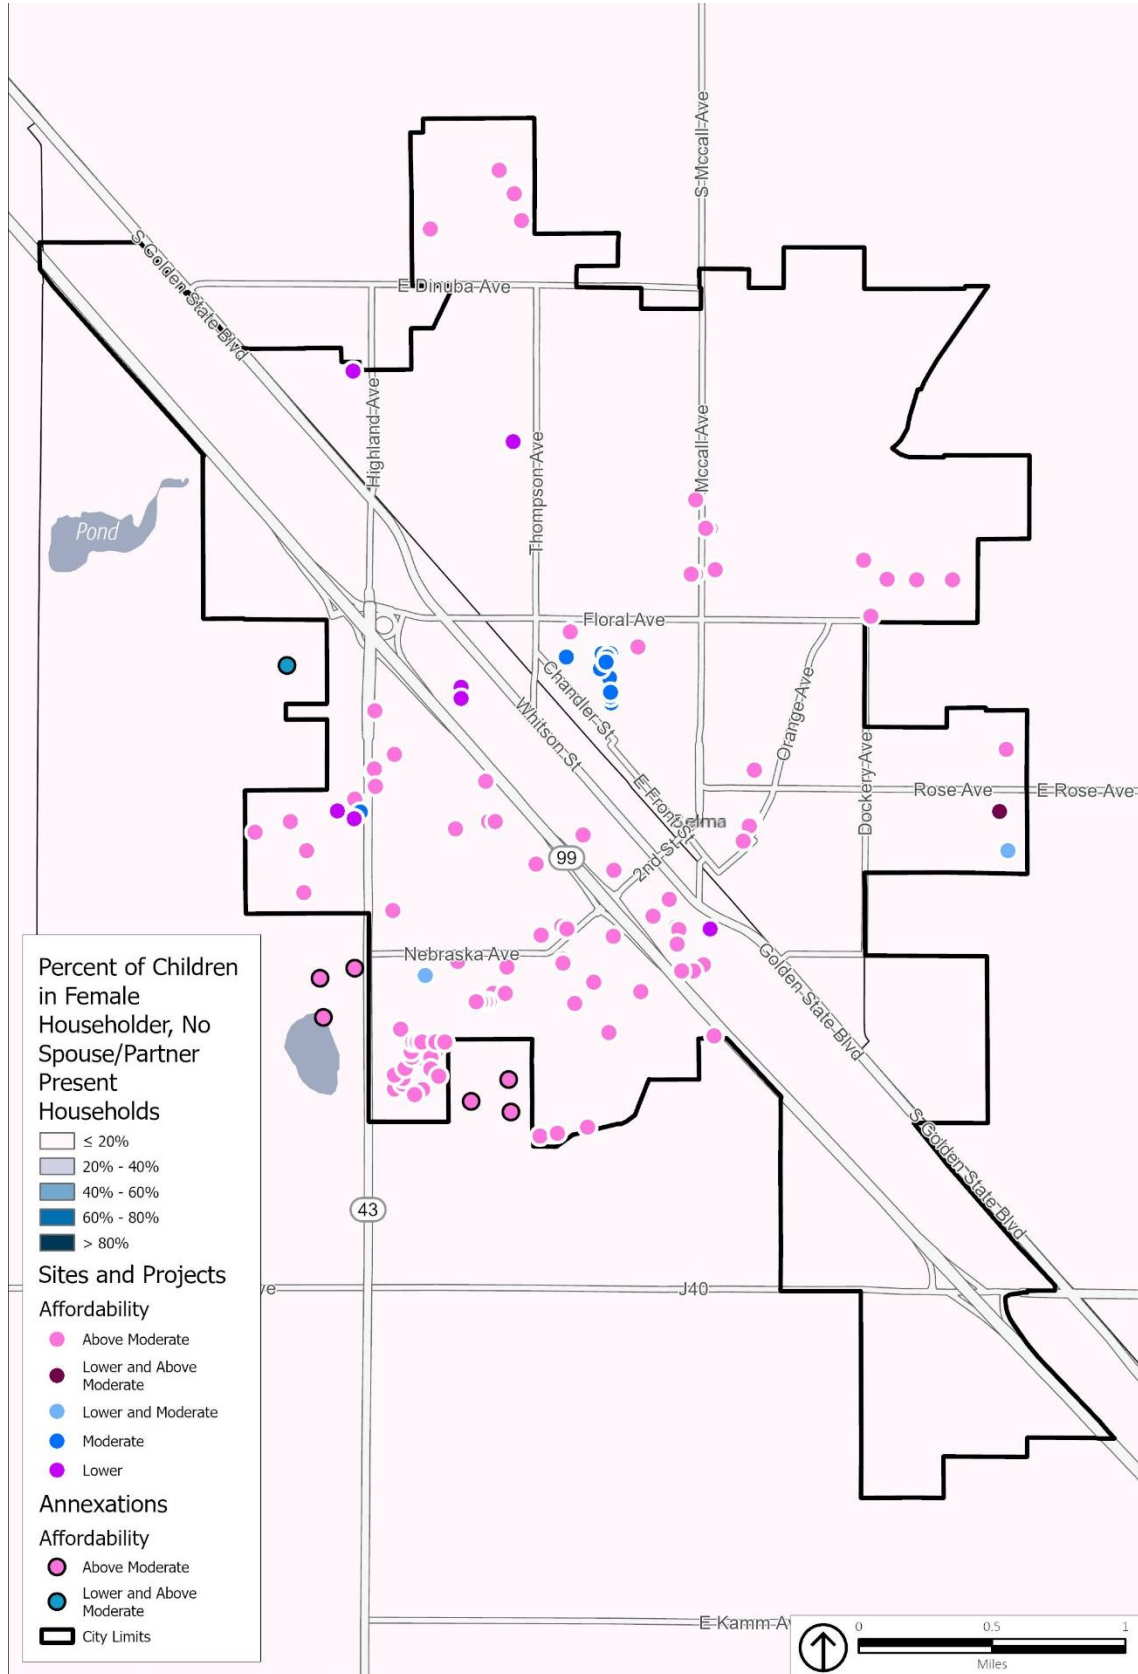 S Mccall Ave
S Golden State Blvd
E Dinuba Ave
Highland Ave
Thompson Ave
Mccall Ave
Pond
Floral Ave
Chandler St
Whitson St
Orange Ave
E Front St
Dockery Ave
Rose Ave
E Rose Ave
Selma
2nd St
99
Nebraska Ave
Golden State Blvd
S Golden State Blvd
43
J40
ve
E Kamm Av
Percent of Children
in Female
Householder, No
Spouse/Partner
Present
Households
≤ 20%
20% - 40%
40% - 60%
60% - 80%
> 80%
Sites and Projects
Affordability
Above Moderate
Lower and Above
Moderate
Lower and Moderate
Moderate
Lower
Annexations
Affordability
Above Moderate
Lower and Above
Moderate
City Limits
0 0.5 1
Miles